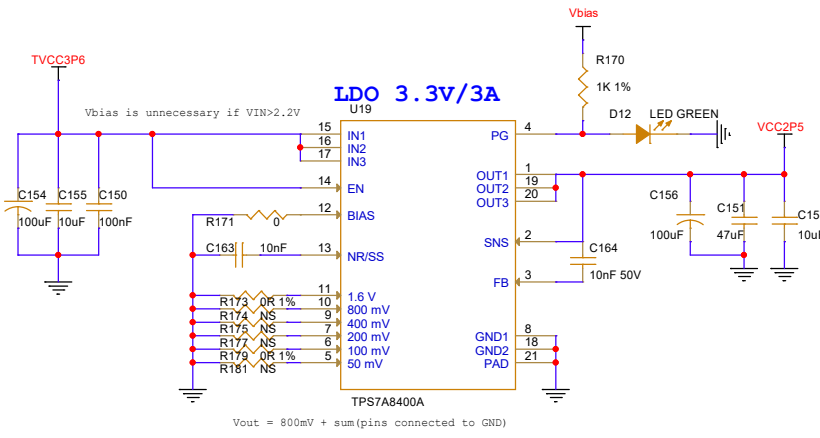 Vbias
TVCC3P6
R170
1K 1%
LDO 3.3V/3A
U19
Vbias is unnecessary if VIN>2.2V
D12
LED GREEN
VCC2P5
15 IN1
16 IN2
17 IN3
PG 4
14 EN
OUT1 1
OUT2 19
OUT3 20
C154
100uF
C155
10uF
C150
100nF
12 BIAS
R171
0
C156
100uF
C151
47uF
C15
10u
SNS 2
C163
10nF
13 NR/SS
C164
10nF 50V
FB 3
11 1.6 V
R173 0R 1%
10 800 mV
R174 NS
9 400 mV
R175 NS
7 200 mV
R177 NS
6 100 mV
R179 0R 1%
5 50 mV
R181 NS
GND1 8
GND2 18
PAD 21
TPS7A8400A
Vout = 800mV + sum(pins connected to GND)